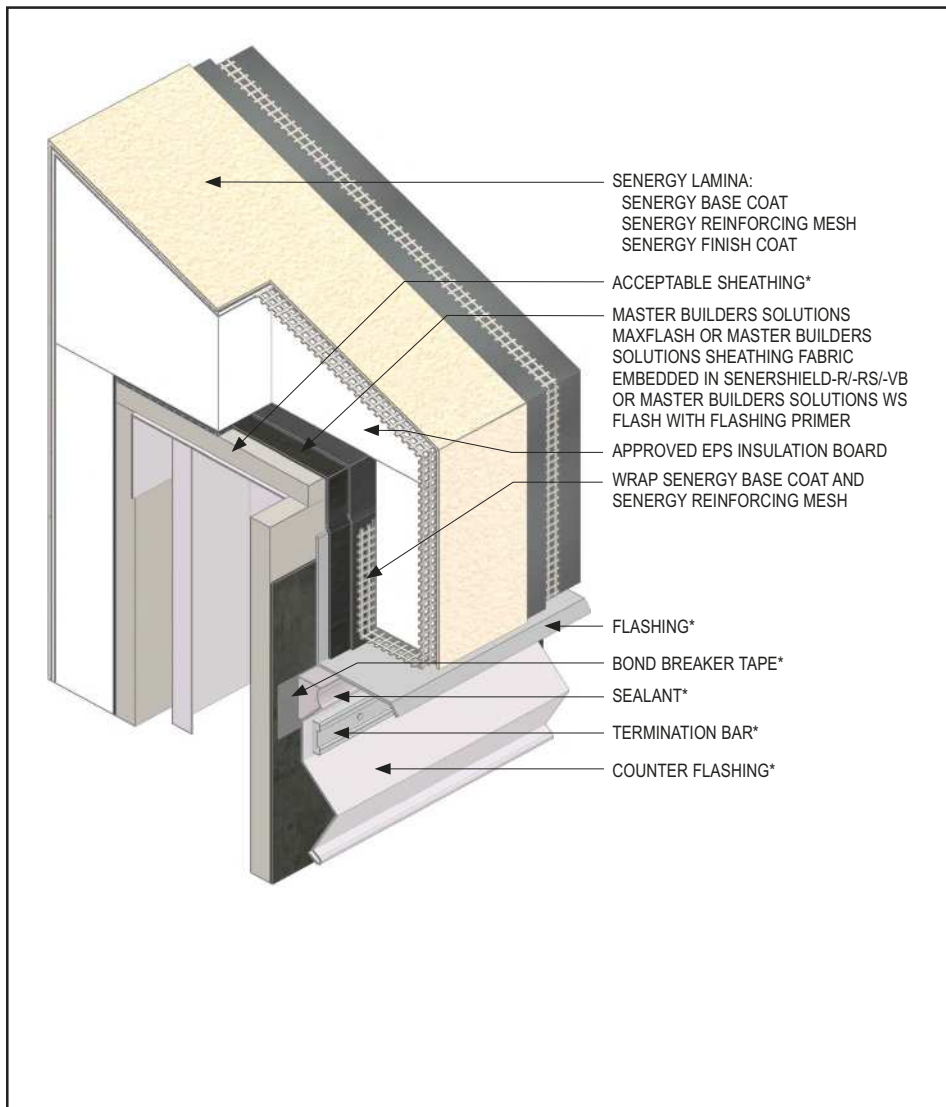 SENERGY LAMINA:
SENERGY BASE COAT
SENERGY REINFORCING MESH
SENERGY FINISH COAT
ACCEPTABLE SHEATHING*
MASTER BUILDERS SOLUTIONS
MAXFLASH OR MASTER BUILDERS
SOLUTIONS SHEATHING FABRIC
EMBEDDED IN SENERSHIELD-R/-RS/-VB
OR MASTER BUILDERS SOLUTIONS WS
FLASH WITH FLASHING PRIMER
APPROVED EPS INSULATION BOARD
WRAP SENERGY BASE COAT AND
SENERGY REINFORCING MESH
FLASHING*
BOND BREAKER TAPE*
SEALANT*
TERMINATION BAR*
COUNTER FLASHING*